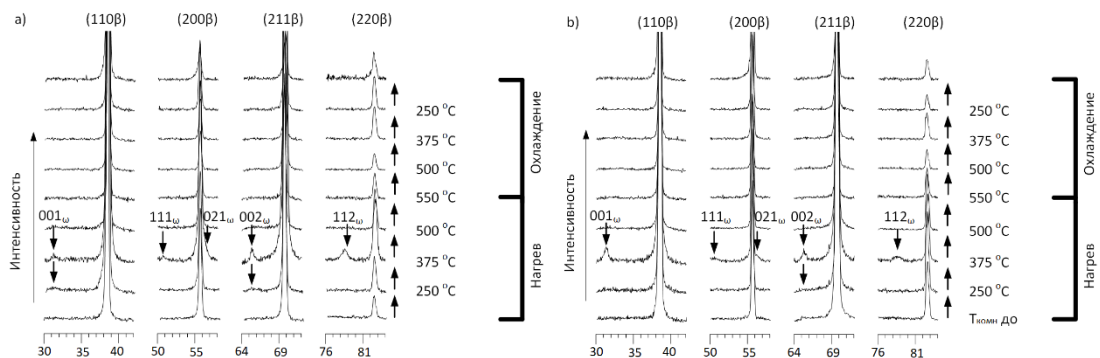 а)
(110β) (200β) (211β) (220β)
Интенсивность
001ω 111ω 021ω 002ω 112ω
250 °C
375 °C
500 °C
550 °C
500 °C
375 °C
250 °C
Охлаждение
Нагрев
30 35 40 50 55 64 69 76 81
б)
(110β) (200β) (211β) (220β)
Интенсивность
001ω 111ω 021ω 002ω 112ω
250 °C
375 °C
500 °C
550 °C
500 °C
375 °C
250 °C
Tкомн до
Охлаждение
Нагрев
30 35 40 50 55 64 69 76 81